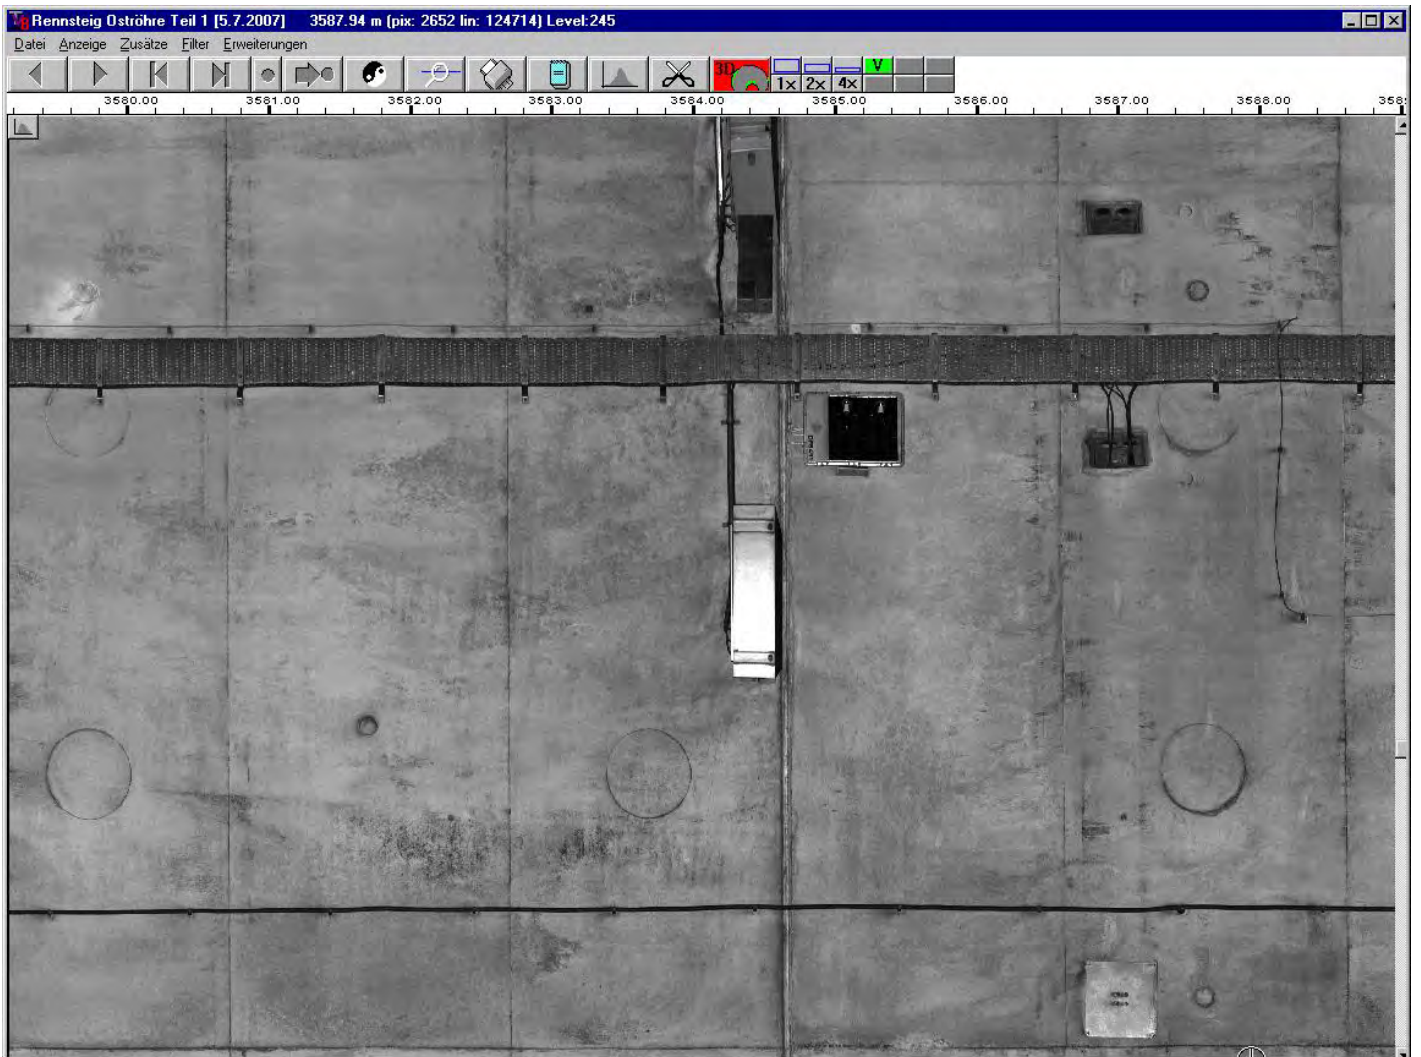 Rennsteig Oströhre Teil 1 [5.7.2007] 3587.94 m (pix: 2652 lin: 124714) Level:245
Datei Anzeige Zusätze Filter Erweiterungen
3D 1x 2x 4x V
3580.00 3581.00 3582.00 3583.00 3584.00 3585.00 3586.00 3587.00 3588.00 358